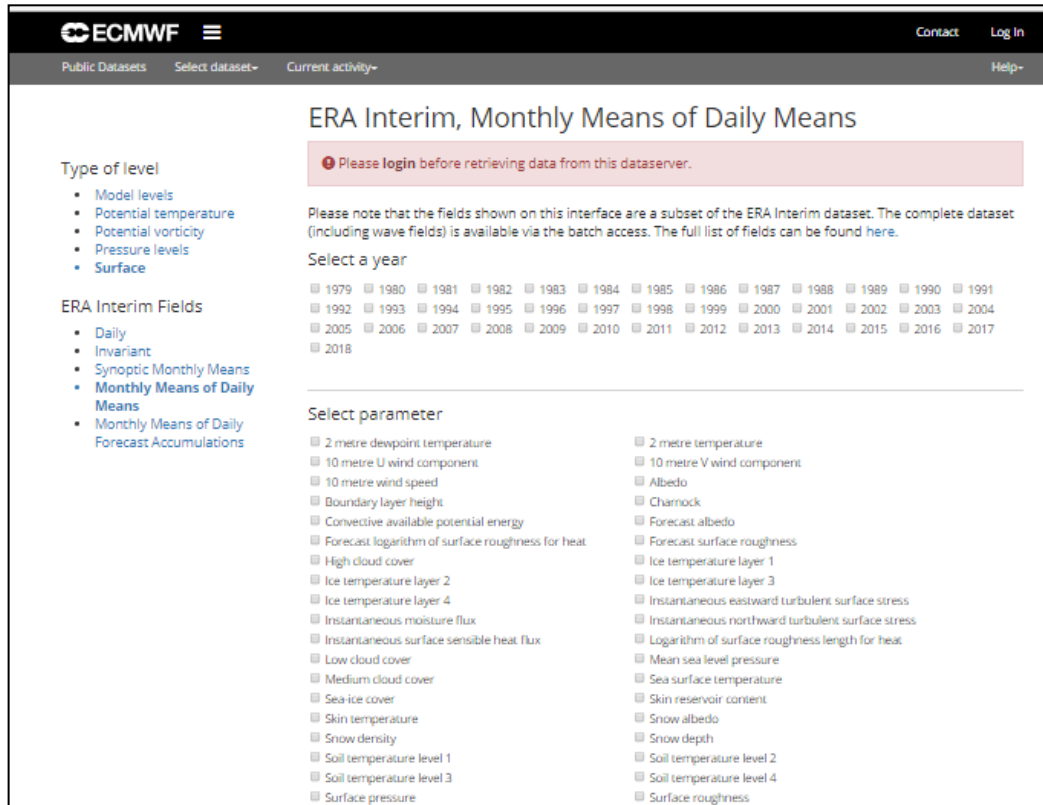 ECMWF
Contact Log In
Public Datasets Select dataset Current activity Help
ERA Interim, Monthly Means of Daily Means
Please login before retrieving data from this dataserver.
Type of level
• Model levels
• Potential temperature
• Potential vorticity
• Pressure levels
• Surface
ERA Interim Fields
• Daily
• Invariant
• Synoptic Monthly Means
• Monthly Means of Daily
Means
• Monthly Means of Daily
Forecast Accumulations
Please note that the fields shown on this interface are a subset of the ERA Interim dataset. The complete dataset
(including wave fields) is available via the batch access. The full list of fields can be found here.
Select a year
1979 1980 1981 1982 1983 1984 1985 1986 1987 1988 1989 1990 1991
1992 1993 1994 1995 1996 1997 1998 1999 2000 2001 2002 2003 2004
2005 2006 2007 2008 2009 2010 2011 2012 2013 2014 2015 2016 2017
2018
Select parameter
2 metre dewpoint temperature 2 metre temperature
10 metre U wind component 10 metre V wind component
10 metre wind speed Albedo
Boundary layer height Charnock
Convective available potential energy Forecast albedo
Forecast logarithm of surface roughness for heat Forecast surface roughness
High cloud cover Ice temperature layer 1
Ice temperature layer 2 Ice temperature layer 3
Ice temperature layer 4 Instantaneous eastward turbulent surface stress
Instantaneous moisture flux Instantaneous northward turbulent surface stress
Instantaneous surface sensible heat flux Logarithm of surface roughness length for heat
Low cloud cover Mean sea level pressure
Medium cloud cover Sea surface temperature
Sea-ice cover Skin reservoir content
Skin temperature Snow albedo
Snow density Snow depth
Soil temperature level 1 Soil temperature level 2
Soil temperature level 3 Soil temperature level 4
Surface pressure Surface roughness